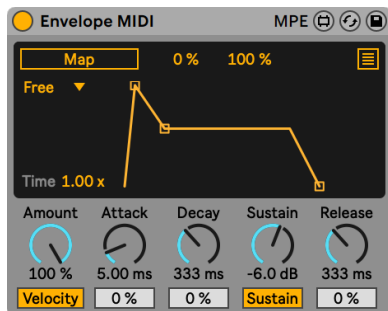 Envelope MIDI MPE
Map 0 % 100 %
Free
Time 1.00 x
Amount Attack Decay Sustain Release
100 % 5.00 ms 333 ms -6.0 dB 333 ms
Velocity 0 % 0 % Sustain 0 %